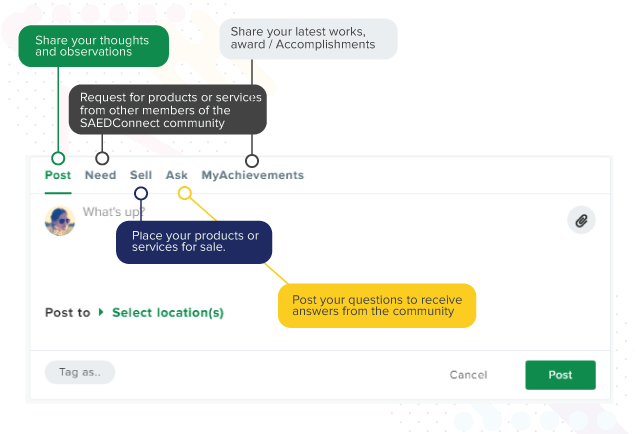 Share your latest works,
award / Accomplishments
Share your thoughts
and observations
Request for products or services
from other members of the
SAEDConnect community
Post Need Sell Ask MyAchievements
What's up?
Place your products or
services for sale.
Post your questions to receive
answers from the community
Post to Select location(s)
Tag as.. Cancel Post